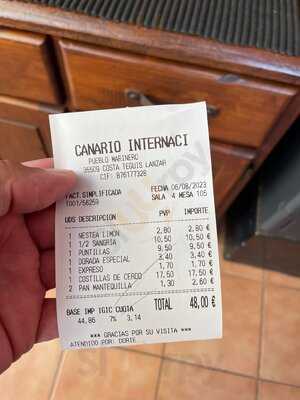 CANARIO INTERNACI
PUEBLO MARINERO
35509 COSTA TEGUIS LANZAR
CIF: B76177328
FACT.SIMPLIFICADA FECHA 06/08/2023
T001/56259 SALA 4 MESA 105
UDS DESCRIPCION PVP IMPORTE
1 NESTEA LIMON 2,80 2,80 €
1 1/2 SANGRIA 10,50 10,50 €
1 PUNTILLAS 9,50 9,50 €
1 DORADA ESPECIAL 3,40 3,40 €
1 EXPRESO 1,70 1,70 €
1 COSTILLAS DE CERDO 17,50 17,50 €
2 PAN MANTEQUILLA 1,30 2,60 €
BASE IMP IGIC CUOTA TOTAL 48,00 €
44,86 7% 3,14
*** GRACIAS POR SU VISITA ***
ATENDIDO POR: DORIE